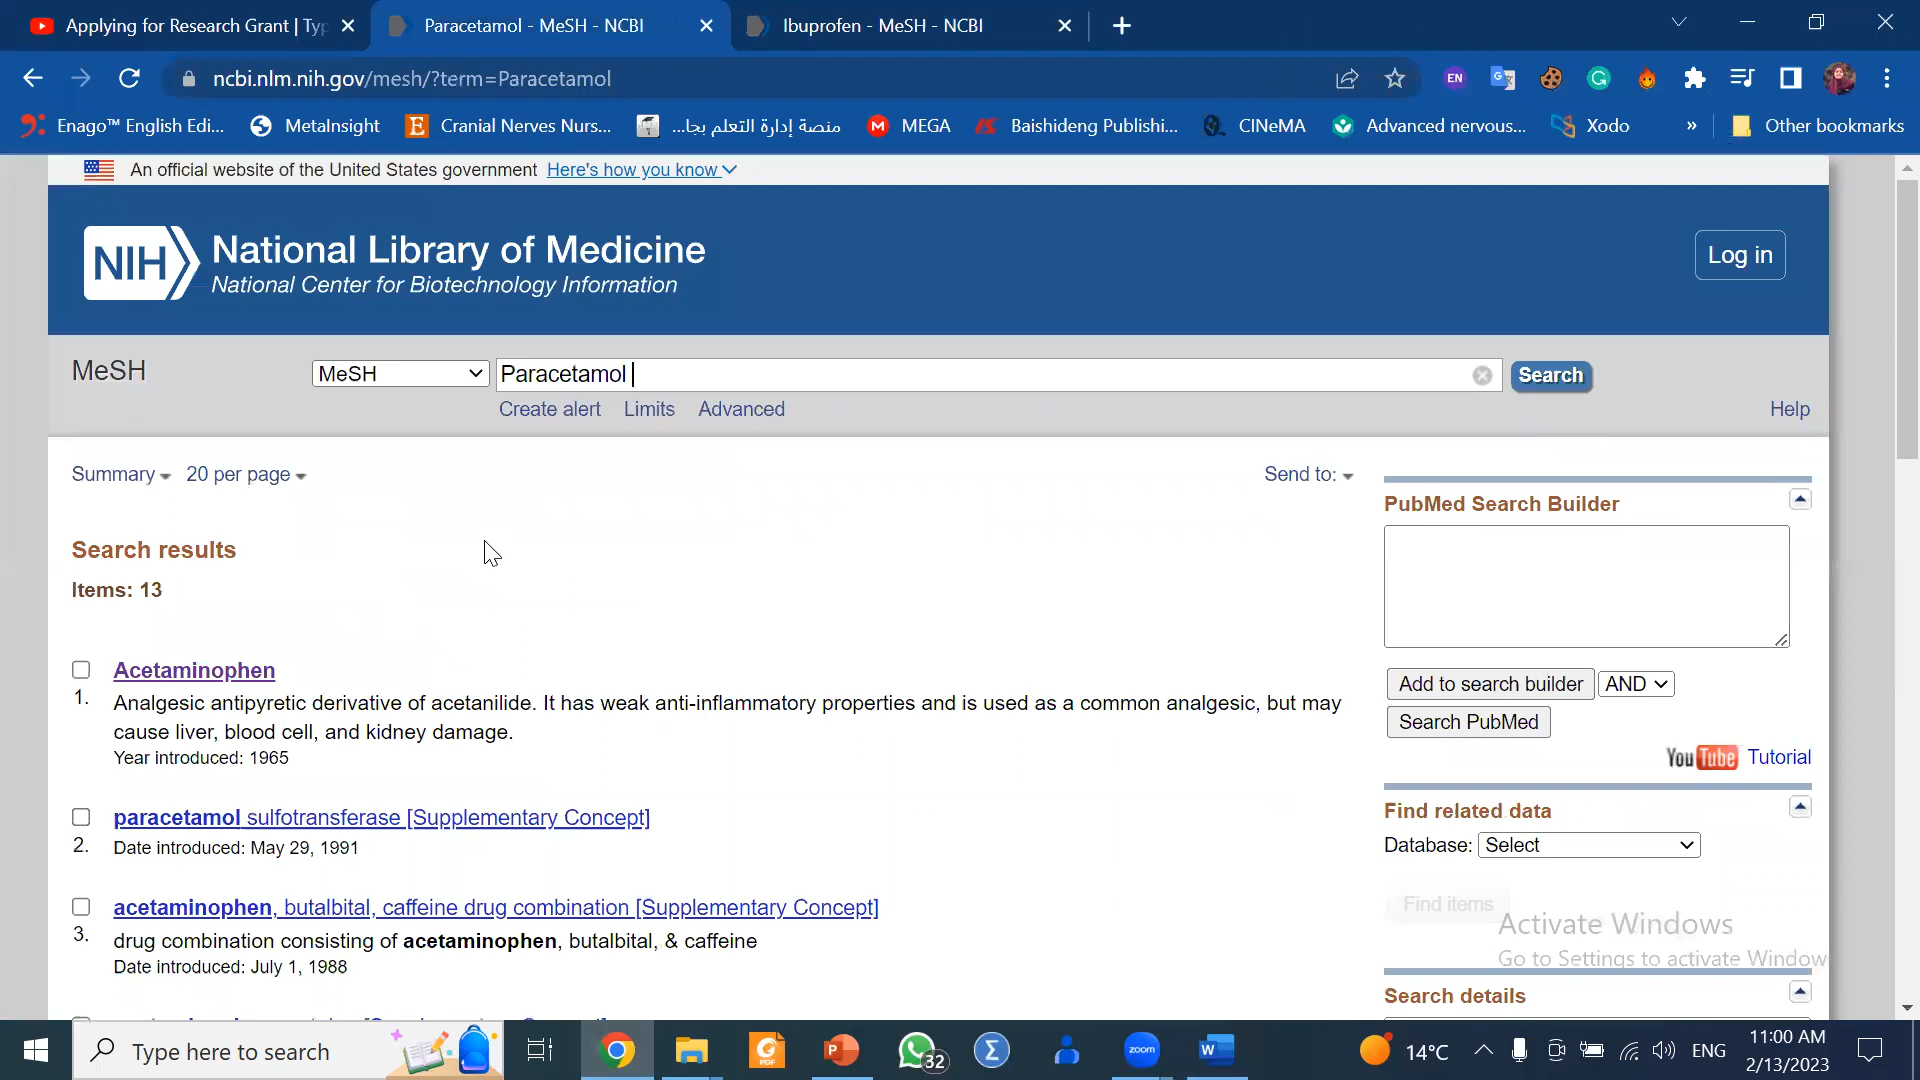 Applying for Research Grant | Typ
Paracetamol - MeSH - NCBI
Ibuprofen - MeSH - NCBI
ncbi.nlm.nih.gov/mesh/?term=Paracetamol
EN
Enago™ English Edi...
MetaInsight
Cranial Nerves Nurs...
منصة إدارة التعلم بجا...
MEGA
Baishideng Publishi...
CINeMA
Advanced nervous...
Xodo
»
Other bookmarks
An official website of the United States government Here's how you know
NIH
National Library of Medicine
National Center for Biotechnology Information
Log in
MeSH
MeSH
Paracetamol
Search
Create alert Limits Advanced
Help
Summary 20 per page
Send to:
Search results
Items: 13
Acetaminophen
1. Analgesic antipyretic derivative of acetanilide. It has weak anti-inflammatory properties and is used as a common analgesic, but may
cause liver, blood cell, and kidney damage.
Year introduced: 1965
paracetamol sulfotransferase [Supplementary Concept]
2. Date introduced: May 29, 1991
acetaminophen, butalbital, caffeine drug combination [Supplementary Concept]
3. drug combination consisting of acetaminophen, butalbital, & caffeine
Date introduced: July 1, 1988
PubMed Search Builder
Add to search builder AND
Search PubMed
YouTube Tutorial
Find related data
Database: Select
Find items
Activate Windows
Go to Settings to activate Window
Search details
Type here to search
PDF
P
32
Σ
zoom
W
14°C
ENG
11:00 AM
2/13/2023